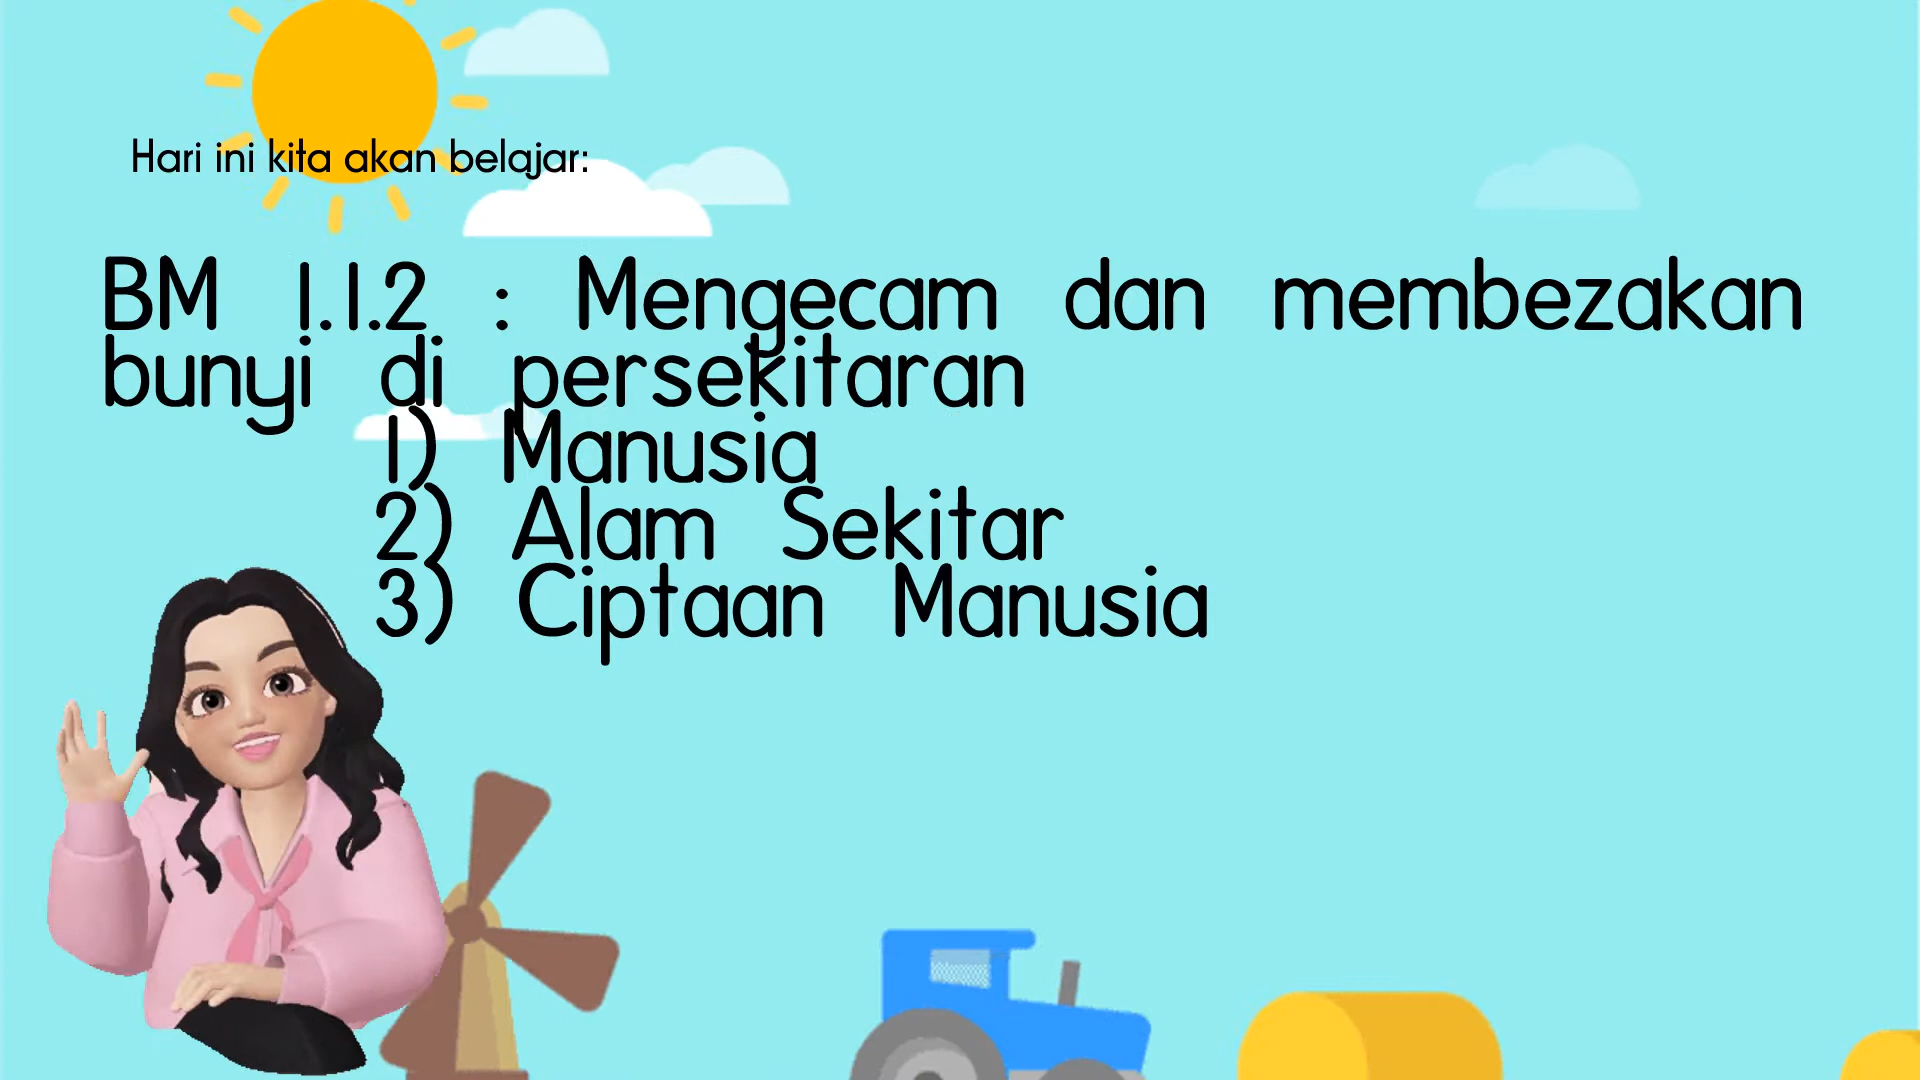 Hari ini kita akan belajar:
BM 1.1.2 : Mengecam dan membezakan
bunyi di persekitaran
1) Manusia
2) Alam Sekitar
3) Ciptaan Manusia